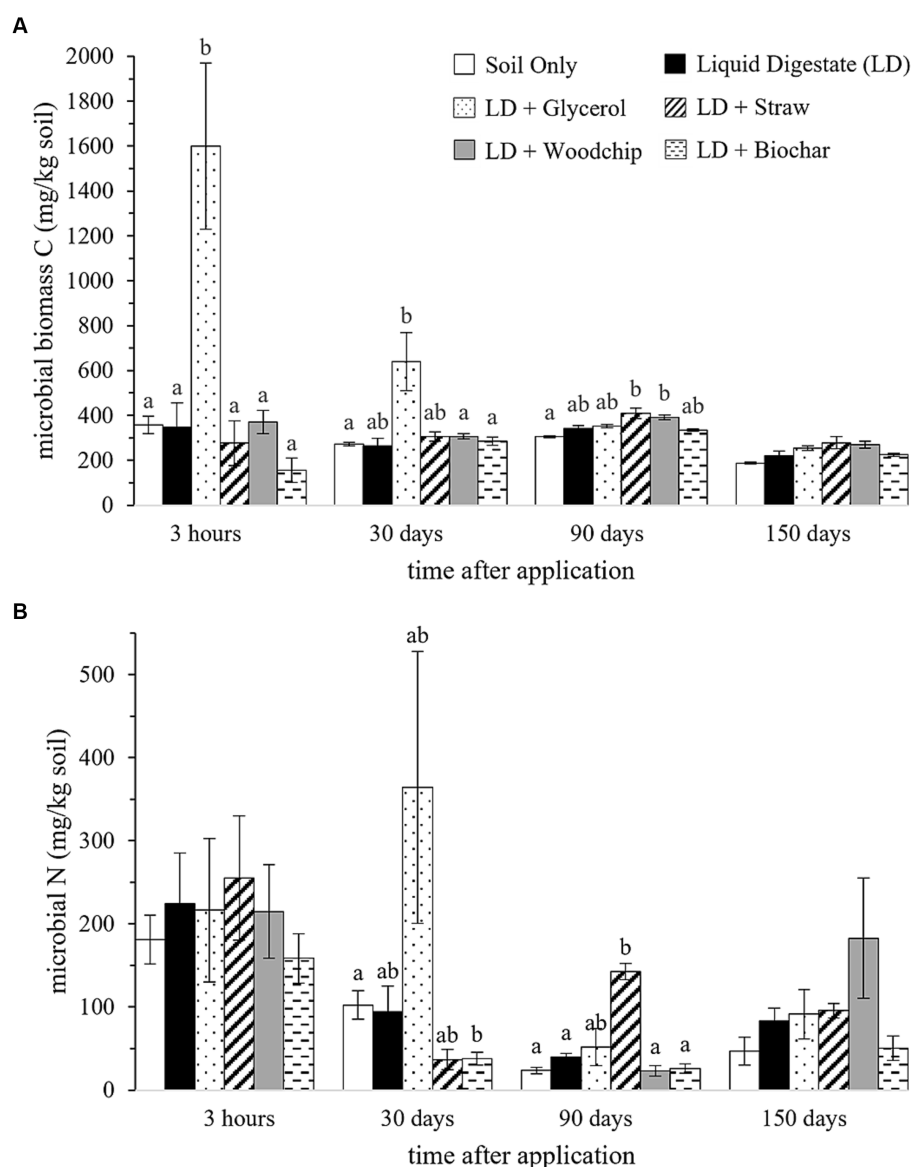 A
microbial biomass C (mg/kg soil)
2000
1800
1600
1400
1200
1000
800
600
400
200
0
Soil Only
Liquid Digestate (LD)
LD + Glycerol
LD + Straw
LD + Woodchip
LD + Biochar
a a b a a a
a ab b ab a a
a ab ab b b ab
3 hours 30 days 90 days 150 days
time after application
B
microbial N (mg/kg soil)
500
400
300
200
100
0
a ab ab ab b
a a ab b a a
3 hours 30 days 90 days 150 days
time after application